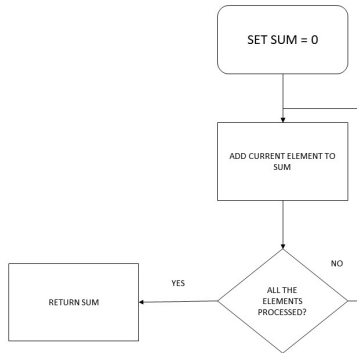 SET SUM = 0
ADD CURRENT ELEMENT TO
SUM
NO
YES
ALL THE
ELEMENTS
PROCESSED?
RETURN SUM